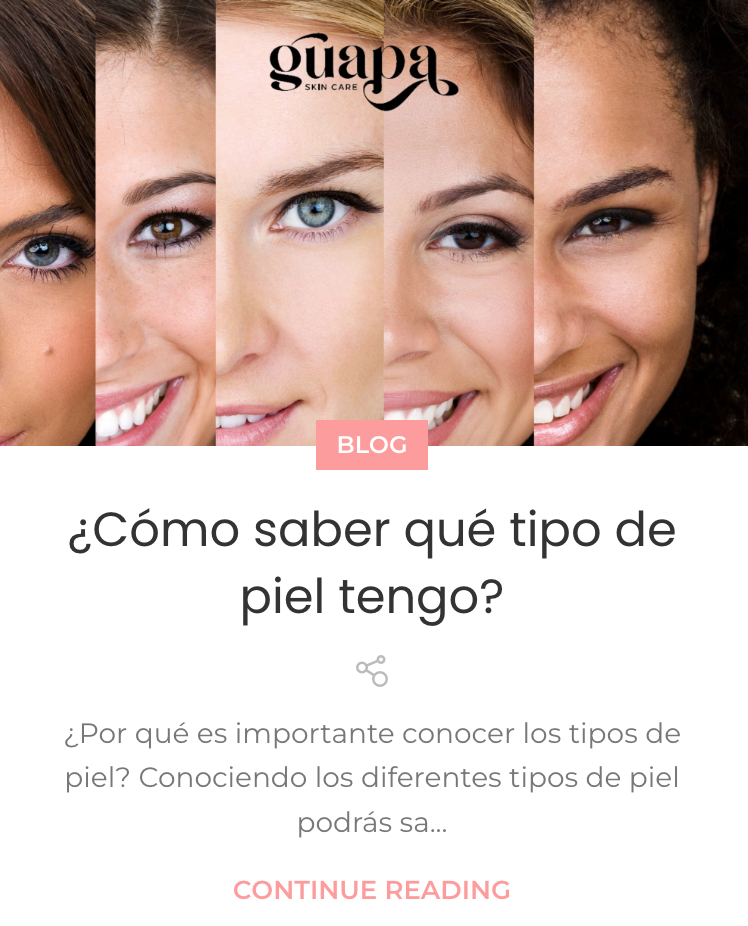 guapa
SKIN CARE
BLOG
¿Cómo saber qué tipo de
piel tengo?
¿Por qué es importante conocer los tipos de
piel? Conociendo los diferentes tipos de piel
podrás sa...
CONTINUE READING